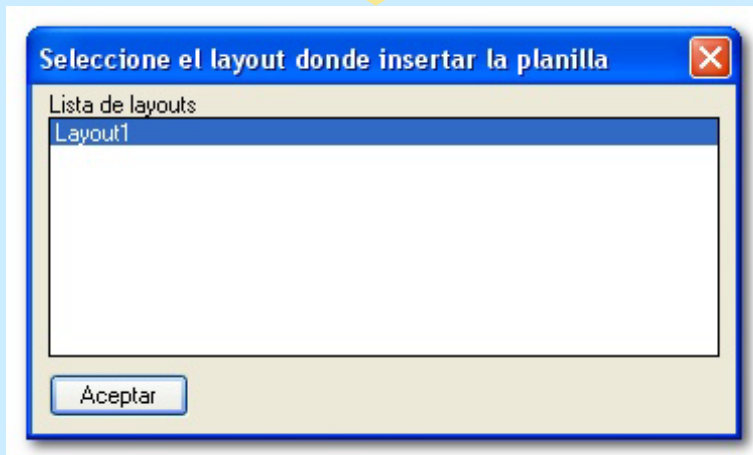 Seleccione el layout donde insertar la planilla
Lista de layouts
Layout1
Aceptar